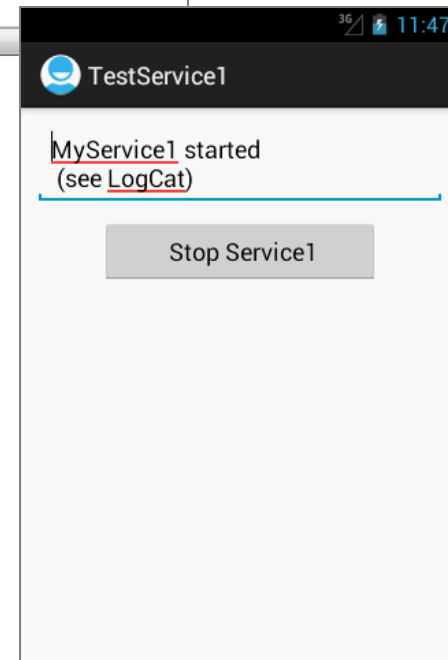 3G 11:47
TestService1
MyService1 started
(see LogCat)
Stop Service1